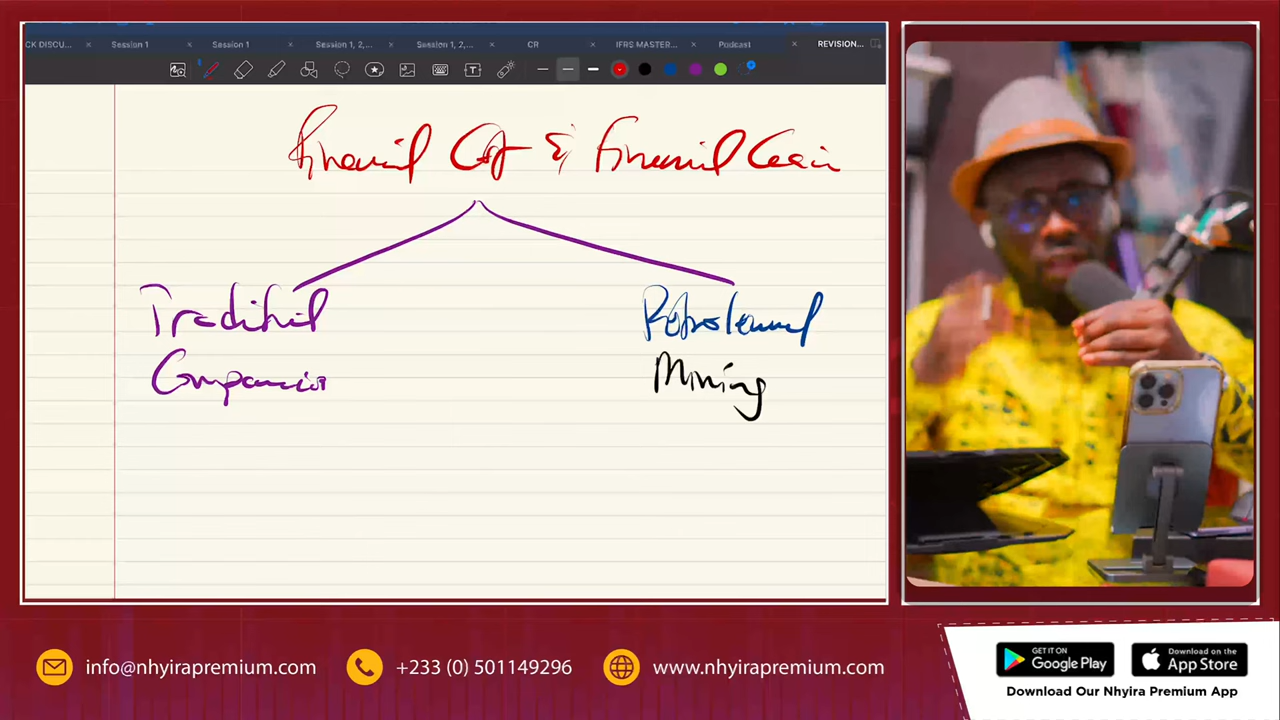 CK DISCU...
Session 1
Session 1
Session 1, 2,...
Session 1, 2,...
CR
IFRS MASTER...
Podcast
REVISION...
Financial Cost & Financial Gain
Traditional
Companies
Petroleum
Mining
info@nhyirapremium.com
+233 (0) 501149296
www.nhyirapremium.com
GET IT ON
Google Play
Download on the
App Store
Download Our Nhyira Premium App